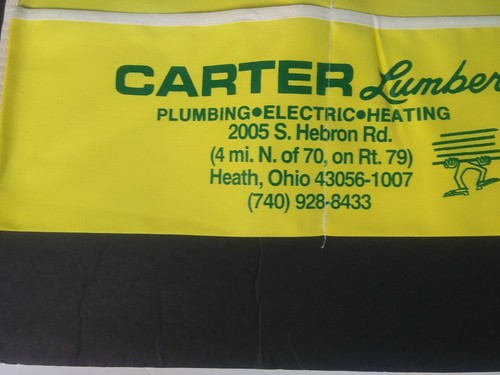 CARTER Lumber
PLUMBING•ELECTRIC•HEATING
2005 S. Hebron Rd.
(4 mi. N. of 70, on Rt. 79)
Heath, Ohio 43056-1007
(740) 928-8433